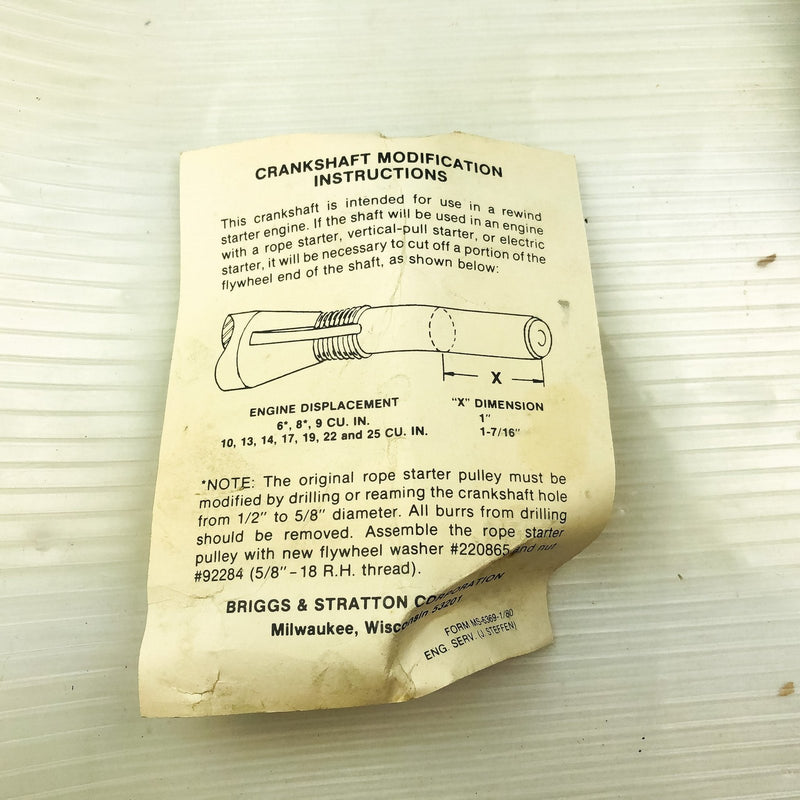 CRANKSHAFT MODIFICATION
INSTRUCTIONS
This crankshaft is intended for use in a rewind
starter engine. If the shaft will be used in an engine
with a rope starter, vertical-pull starter, or electric
starter, it will be necessary to cut off a portion of the
flywheel end of the shaft, as shown below:
X
ENGINE DISPLACEMENT "X" DIMENSION
6*, 8*, 9 CU. IN. 1"
10, 13, 14, 17, 19, 22 and 25 CU. IN. 1-7/16"
*NOTE: The original rope starter pulley must be
modified by drilling or reaming the crankshaft hole
from 1/2" to 5/8" diameter. All burrs from drilling
should be removed. Assemble the rope starter
pulley with new flywheel washer #220865 and nut
#92284 (5/8"-18 R.H. thread).
BRIGGS & STRATTON CORPORATION
Milwaukee, Wisconsin 53201
FORM MS-6369-1/80
ENG. SERV. (J. STEFFEN)